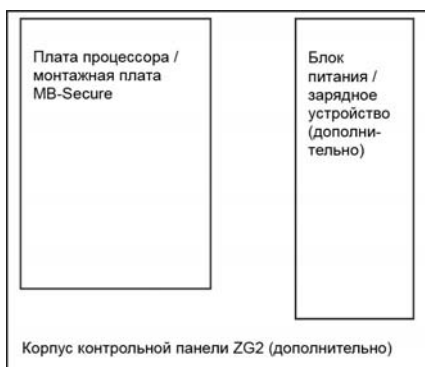 Плата процессора /
монтажная плата
MB-Secure
Блок
питания /
зарядное
устройство
(дополни-
тельно)
Корпус контрольной панели ZG2 (дополнительно)